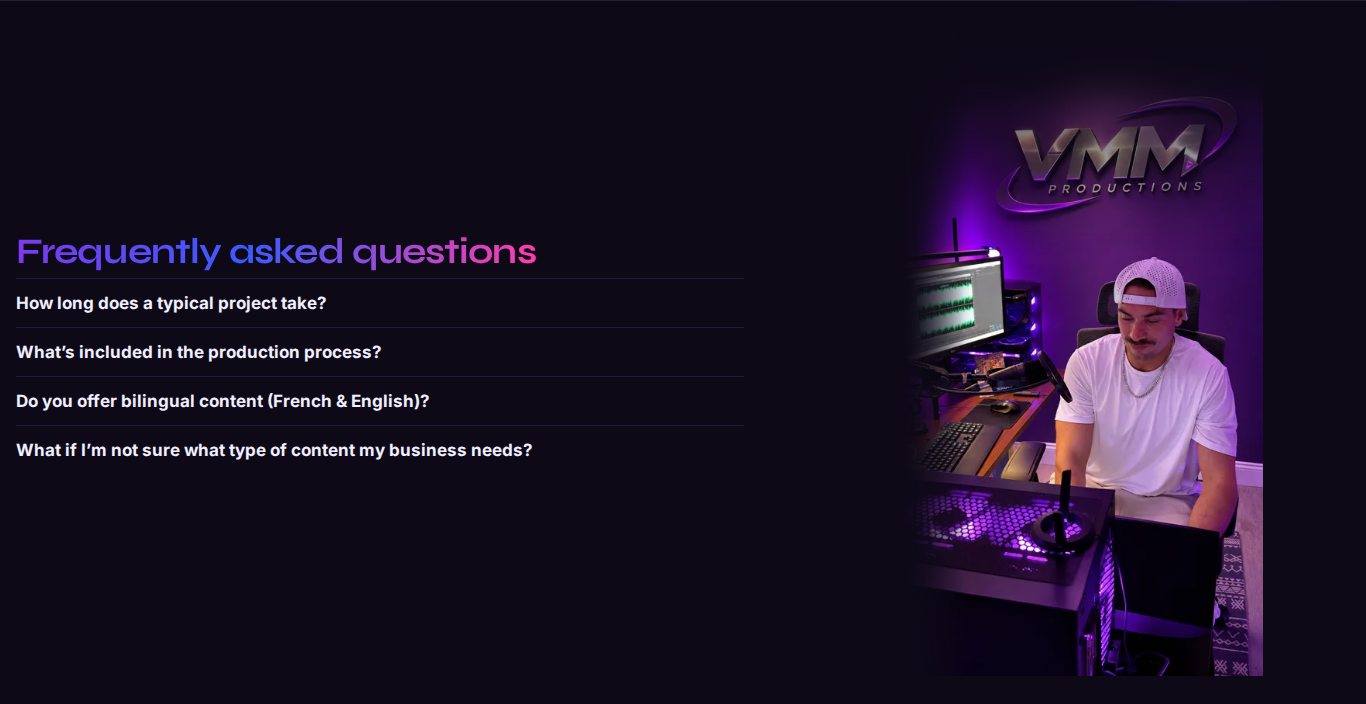 VMM
PRODUCTIONS
Frequently asked questions
How long does a typical project take?
What’s included in the production process?
Do you offer bilingual content (French & English)?
What if I’m not sure what type of content my business needs?